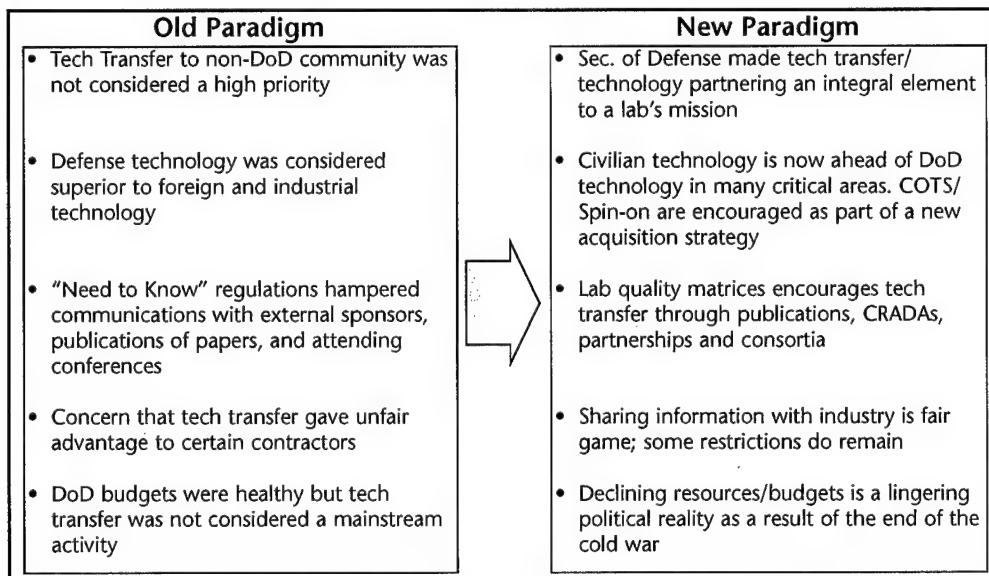 Old Paradigm
• Tech Transfer to non-DoD community was
not considered a high priority
• Defense technology was considered
superior to foreign and industrial
technology
• "Need to Know" regulations hampered
communications with external sponsors,
publications of papers, and attending
conferences
• Concern that tech transfer gave unfair
advantage to certain contractors
• DoD budgets were healthy but tech
transfer was not considered a mainstream
activity
New Paradigm
• Sec. of Defense made tech transfer/
technology partnering an integral element
to a lab's mission
• Civilian technology is now ahead of DoD
technology in many critical areas. COTS/
Spin-on are encouraged as part of a new
acquisition strategy
• Lab quality matrices encourages tech
transfer through publications, CRADAs,
partnerships and consortia
• Sharing information with industry is fair
game; some restrictions do remain
• Declining resources/budgets is a lingering
political reality as a result of the end of the
cold war